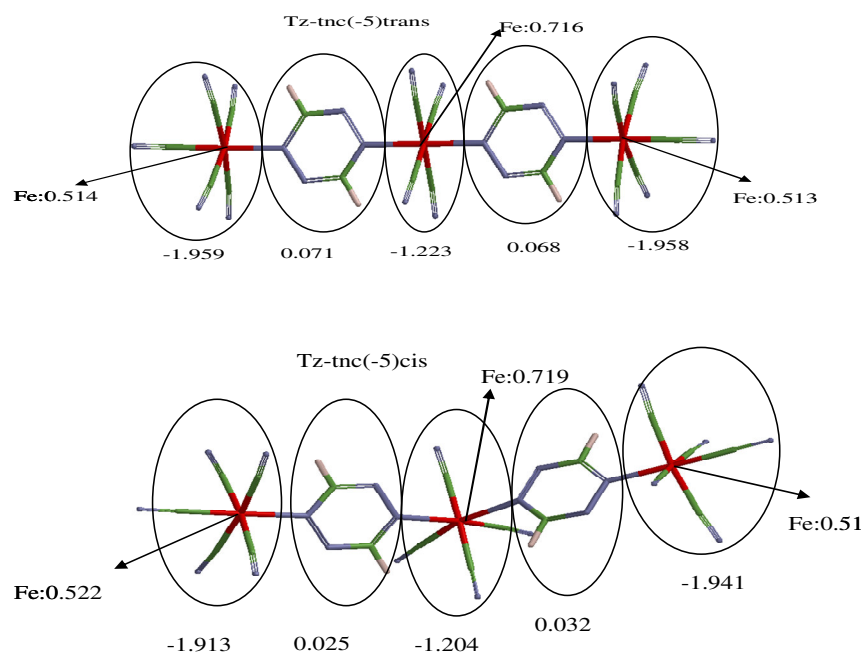 Tz-tnc(-5)trans
Fe:0.716
Fe:0.514
Fe:0.513
-1.959 0.071 -1.223 0.068 -1.958
Tz-tnc(-5)cis
Fe:0.719
Fe:0.51
Fe:0.522
-1.913 0.025 -1.204 0.032 -1.941